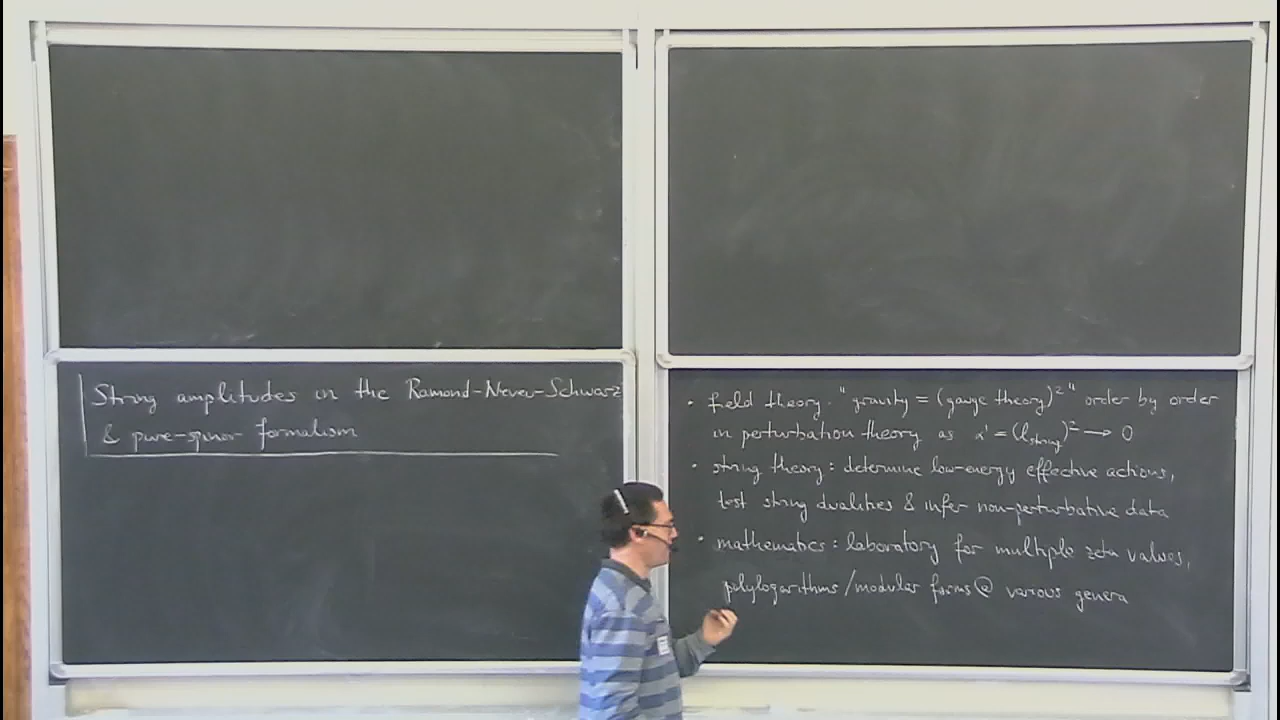 String amplitudes in the Ramond-Neveu-Schwarz
& pure-spinor formalism
• field theory: "gravity = (gauge theory)²" order by order
in perturbation theory as α' = (l_string)² → 0
• string theory: determine low-energy effective actions,
test string dualities & infer non-perturbative data
• mathematics: laboratory for multiple zeta values,
polylogarithms/modular forms @ various genera